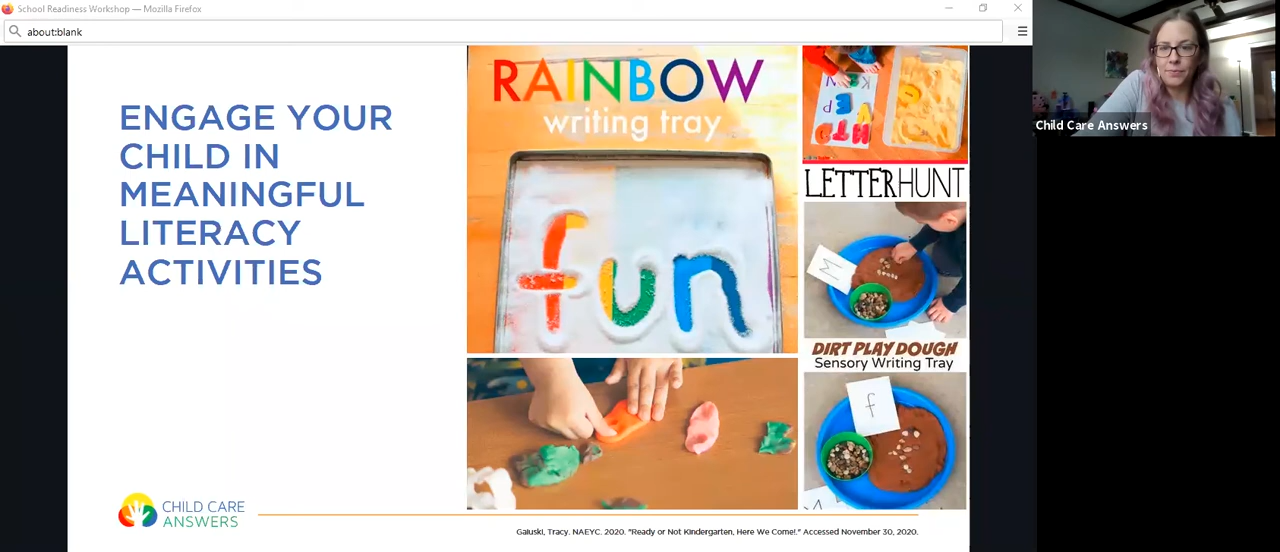 School Readiness Workshop — Mozilla Firefox
about:blank
Child Care Answers
ENGAGE YOUR
CHILD IN
MEANINGFUL
LITERACY
ACTIVITIES
RAINBOW
writing tray
fun
LETTERHUNT
M
DIRT PLAY DOUGH
Sensory Writing Tray
f
CHILD CARE
ANSWERS
Galuski, Tracy. NAEYC. 2020. "Ready or Not Kindergarten, Here We Come!." Accessed November 30, 2020.